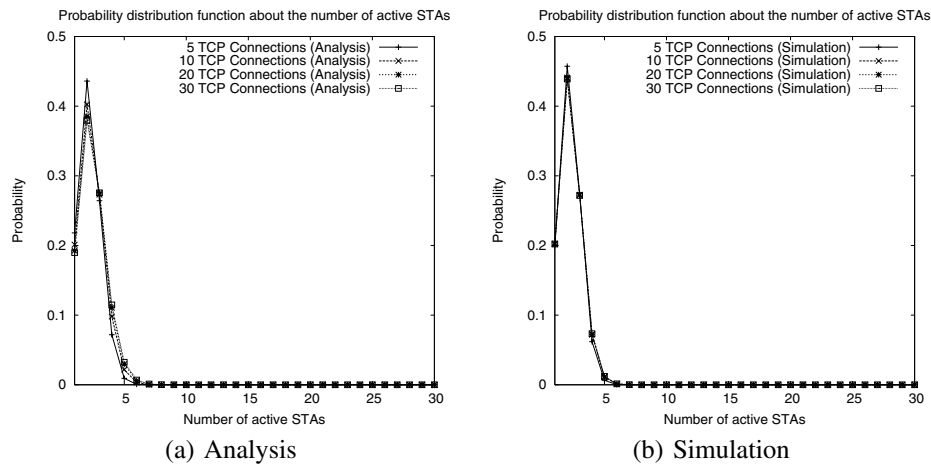 Probability distribution function about the number of active STAs
0.5
0.4
0.3
0.2
0.1
0
Probability
5 TCP Connections (Analysis)
10 TCP Connections (Analysis)
20 TCP Connections (Analysis)
30 TCP Connections (Analysis)
5 10 15 20 25 30
Number of active STAs
(a) Analysis
Probability distribution function about the number of active STAs
0.5
0.4
0.3
0.2
0.1
0
Probability
5 TCP Connections (Simulation)
10 TCP Connections (Simulation)
20 TCP Connections (Simulation)
30 TCP Connections (Simulation)
5 10 15 20 25 30
Number of active STAs
(b) Simulation